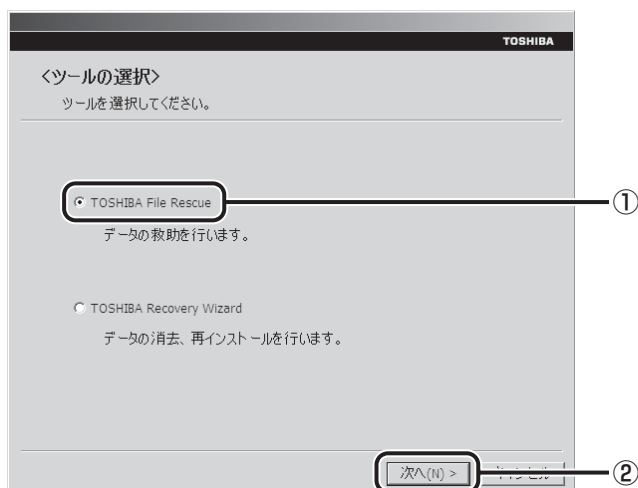 TOSHIBA
<ツールの選択>
ツールを選択してください。
TOSHIBA File Rescue
①
データの救助を行います。
TOSHIBA Recovery Wizard
データの消去、再インストールを行います。
次へ(N) >
②